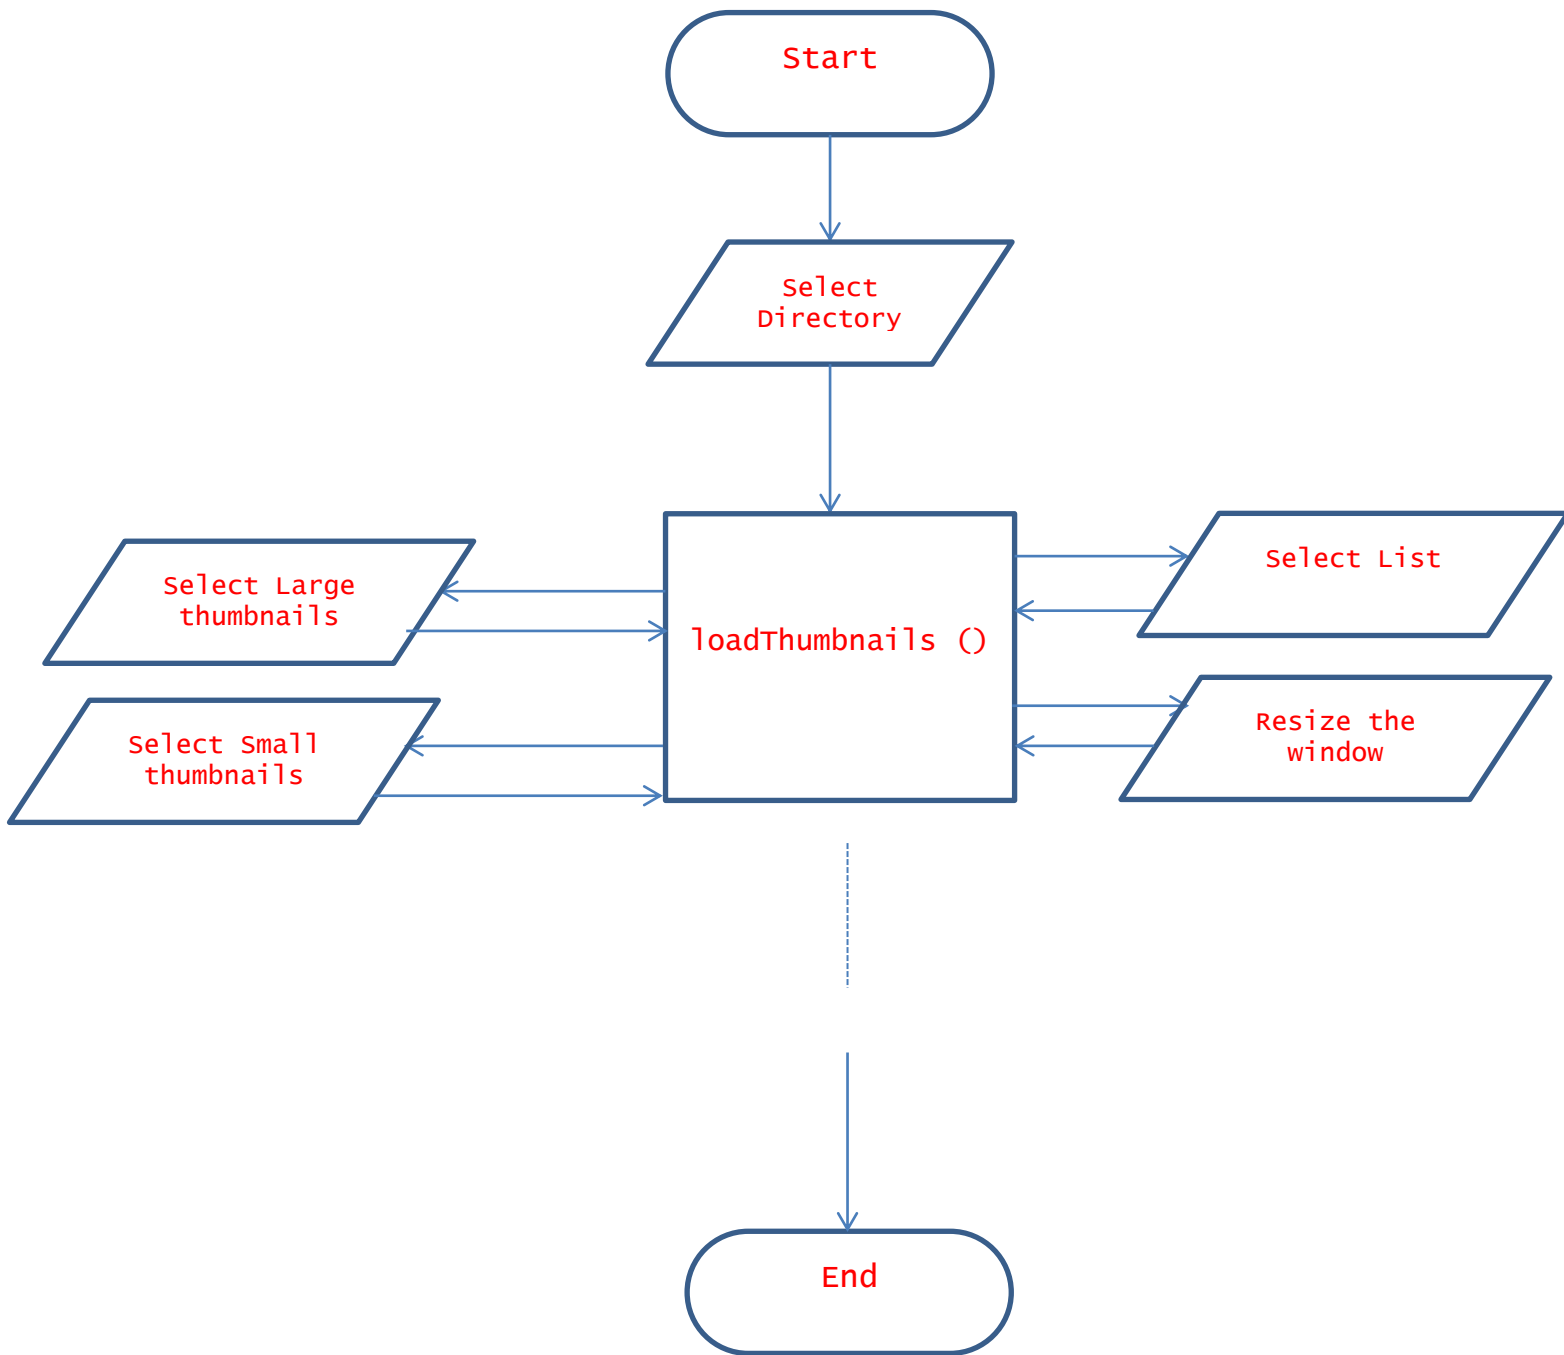 Start
Select
Directory
Select Large
thumbnails
Select List
loadThumbnails ()
Select Small
thumbnails
Resize the
window
End